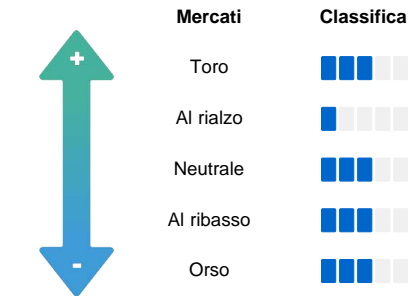 Mercati Classifica
+
Toro
Al rialzo
Neutrale
Al ribasso
Orso
-